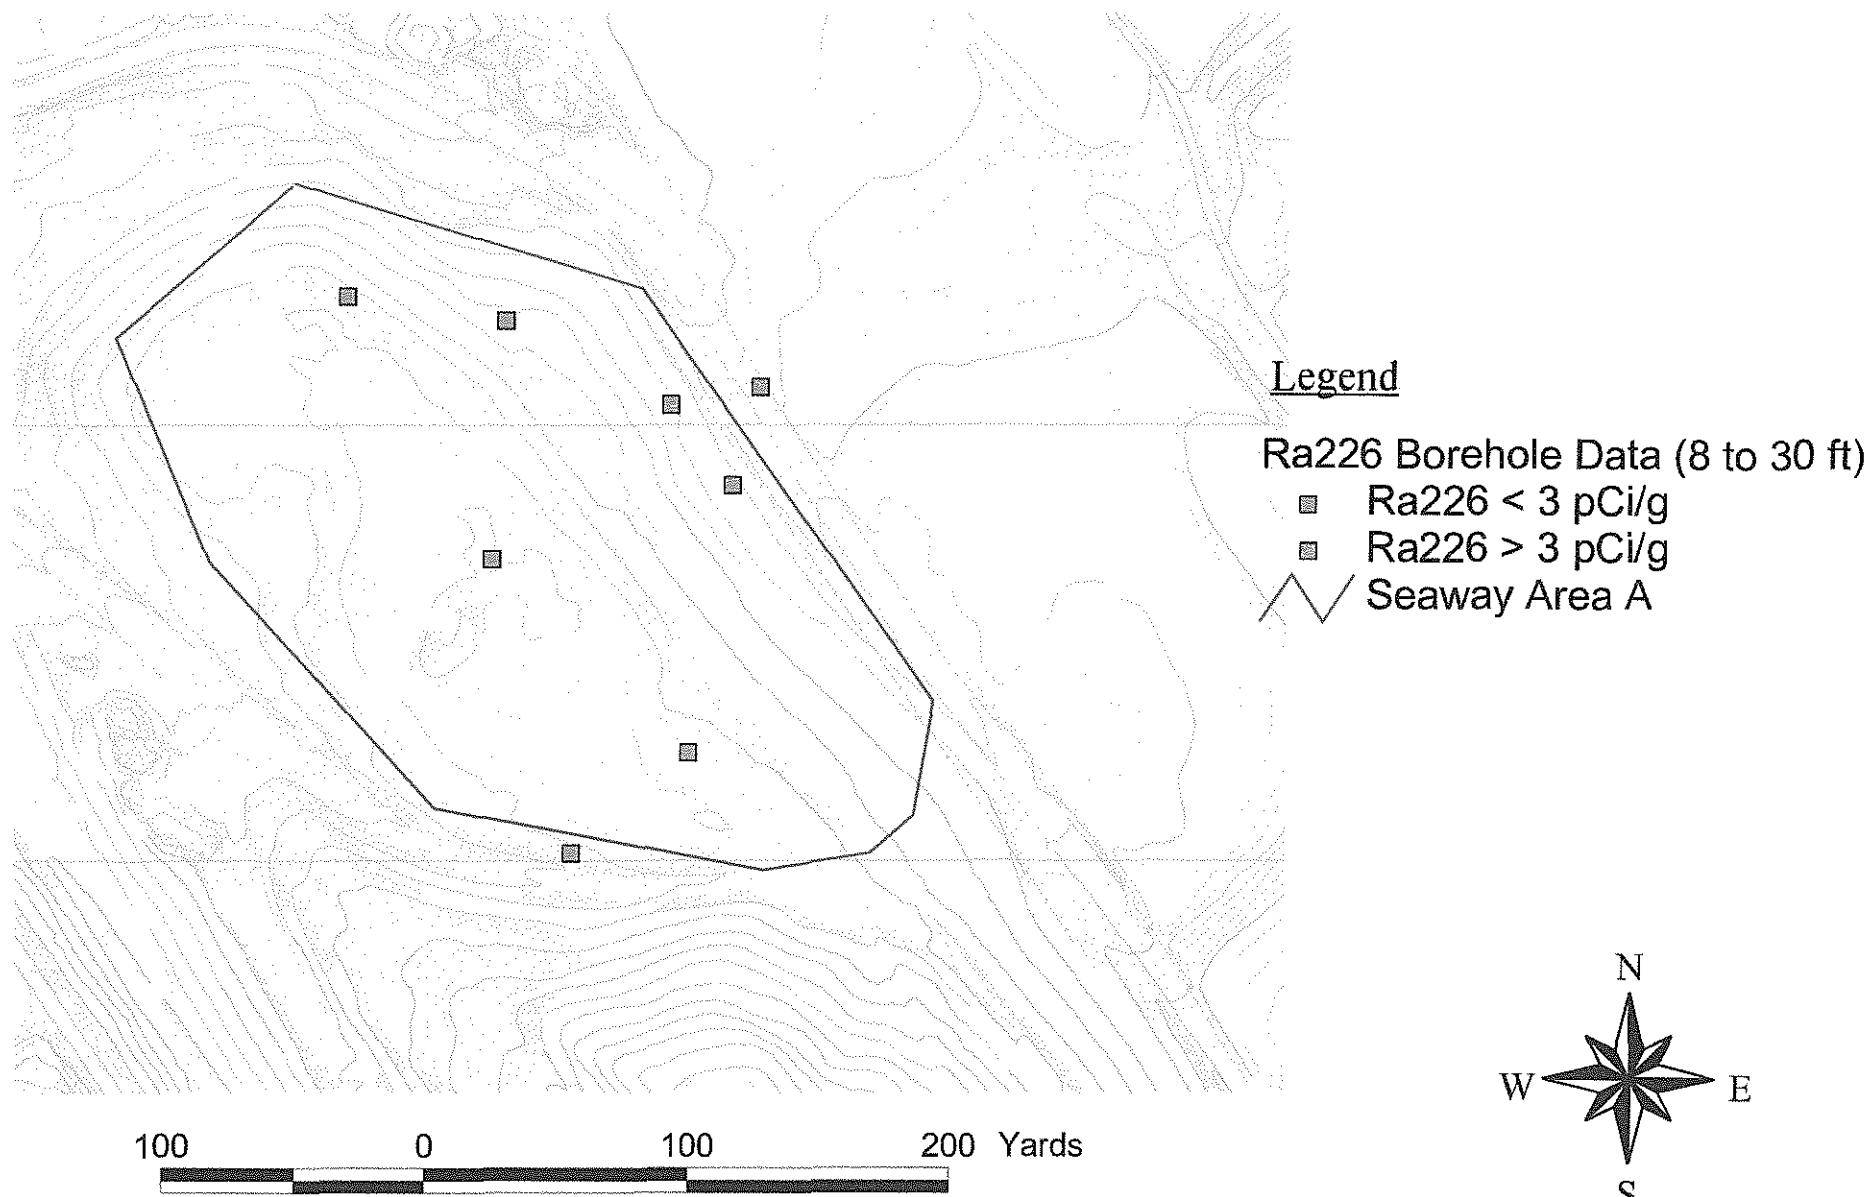 Legend
Ra226 Borehole Data (8 to 30 ft)
Ra226 < 3 pCi/g
Ra226 > 3 pCi/g
Seaway Area A
N
W E
S
100 0 100 200 Yards